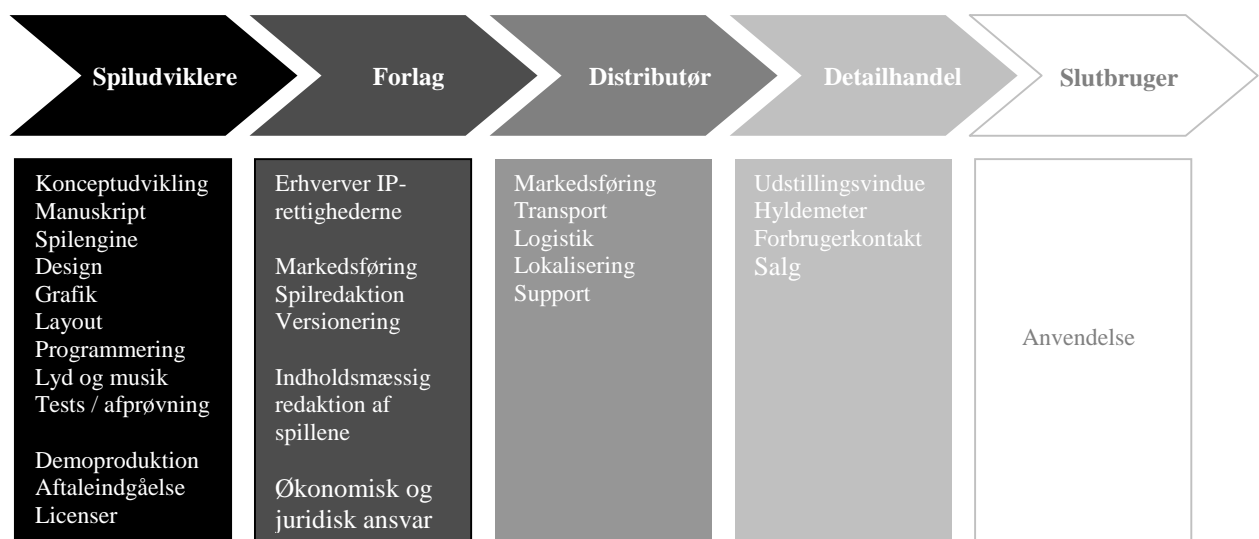 Spiludviklere
Forlag
Distributør
Detailhandel
Slutbruger
Konceptudvikling
Manuskript
Spilengine
Design
Grafik
Layout
Programmering
Lyd og musik
Tests / afprøvning
Demoproduktion
Aftaleindgåelse
Licenser
Erhverver IP-
rettighederne
Markedsføring
Spilredaktion
Versionering
Indholdsmæssig
redaktion af
spillene
Økonomisk og
juridisk ansvar
Markedsføring
Transport
Logistik
Lokalisering
Support
Udstillingsvindue
Hyldemeter
Forbrugerkontakt
Salg
Anvendelse